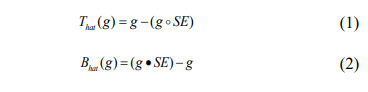 T_hat(g) = g−(g∘SE) (1)
B_hat(g) = (g•SE)−g (2)